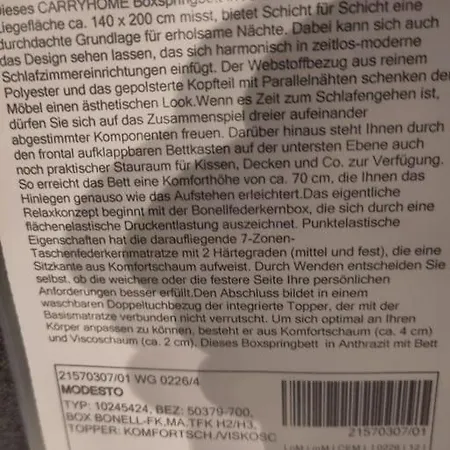 Dieses CARRYHOME Boxspringbett
Liegefläche ca. 140 x 200 cm misst, bietet Schicht für Schicht eine
durchdachte Grundlage für erholsame Nächte. Dabei kann sich auch
das Design sehen lassen, das sich harmonisch in zeitlos-moderne
Schlafzimmereinrichtungen einfügt. Der Webstoffbezug aus reinem
Polyester und das gepolsterte Kopfteil mit Parallelnähten schenken dem
Möbel einen ästhetischen Look.Wenn es Zeit zum Schlafengehen ist,
dürfen Sie sich auf das Zusammenspiel dreier aufeinander
abgestimmter Komponenten freuen. Darüber hinaus steht Ihnen durch
den frontal aufklappbaren Bettkasten auf der untersten Ebene auch
noch praktischer Stauraum für Kissen, Decken und Co. zur Verfügung.
So erreicht das Bett eine Komforthöhe von ca. 70 cm, die Ihnen das
Hinlegen genauso wie das Aufstehen erleichtert.Das eigentliche
Relaxkonzept beginnt mit der Bonellfederkernbox, die sich durch eine
flächenelastische Druckentlastung auszeichnet. Punktelastische
Eigenschaften hat die daraufliegende 7-Zonen-
Taschenfederkernmatratze mit 2 Härtegraden (mittel und fest), die eine
Sitzkante aus Komfortschaum aufweist. Durch Wenden entscheiden Sie
selbst, ob die weichere oder die festere Seite Ihre persönlichen
Anforderungen besser erfüllt.Den Abschluss bildet in einem
waschbaren Doppeltuchbezug der integrierte Topper, der mit der
Basismatratze verbunden nicht verrutscht. Um sich optimal an Ihren
Körper anpassen zu können, besteht er aus Komfortschaum (ca. 4 cm)
und Viscoschaum (ca. 2 cm). Dieses Boxspringbett in Anthrazit mit Bett
21570307/01 WG 0226/4
MODESTO
TYP: 10245424, BEZ: 50379-700,
BOX BONELL-FK,MA,TFK H2/H3,
TOPPER: KOMFORTSCH./VISKOSC
21570307/01